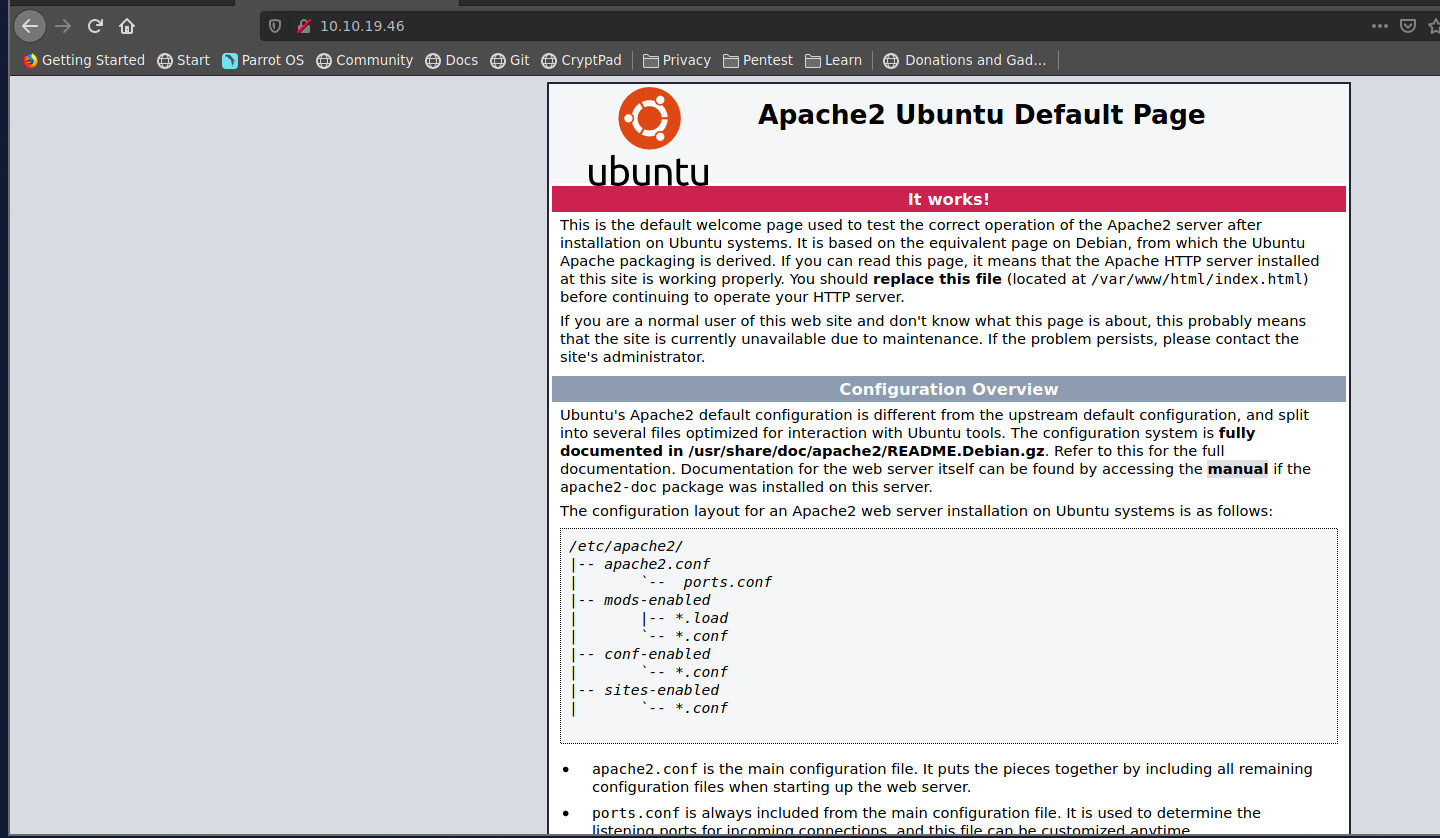 10.10.19.46
Getting Started Start Parrot OS Community Docs Git CryptPad Privacy Pentest Learn Donations and Gad…
ubuntu
Apache2 Ubuntu Default Page
It works!
This is the default welcome page used to test the correct operation of the Apache2 server after
installation on Ubuntu systems. It is based on the equivalent page on Debian, from which the Ubuntu
Apache packaging is derived. If you can read this page, it means that the Apache HTTP server installed
at this site is working properly. You should replace this file (located at /var/www/html/index.html)
before continuing to operate your HTTP server.
If you are a normal user of this web site and don't know what this page is about, this probably means
that the site is currently unavailable due to maintenance. If the problem persists, please contact the
site's administrator.
Configuration Overview
Ubuntu's Apache2 default configuration is different from the upstream default configuration, and split
into several files optimized for interaction with Ubuntu tools. The configuration system is fully
documented in /usr/share/doc/apache2/README.Debian.gz. Refer to this for the full
documentation. Documentation for the web server itself can be found by accessing the manual if the
apache2-doc package was installed on this server.
The configuration layout for an Apache2 web server installation on Ubuntu systems is as follows:
/etc/apache2/
|-- apache2.conf
|       `--  ports.conf
|-- mods-enabled
|       |-- *.load
|       `-- *.conf
|-- conf-enabled
|       `-- *.conf
|-- sites-enabled
|       `-- *.conf
• apache2.conf is the main configuration file. It puts the pieces together by including all remaining
configuration files when starting up the web server.
• ports.conf is always included from the main configuration file. It is used to determine the
listening ports for incoming connections, and this file can be customized anytime.